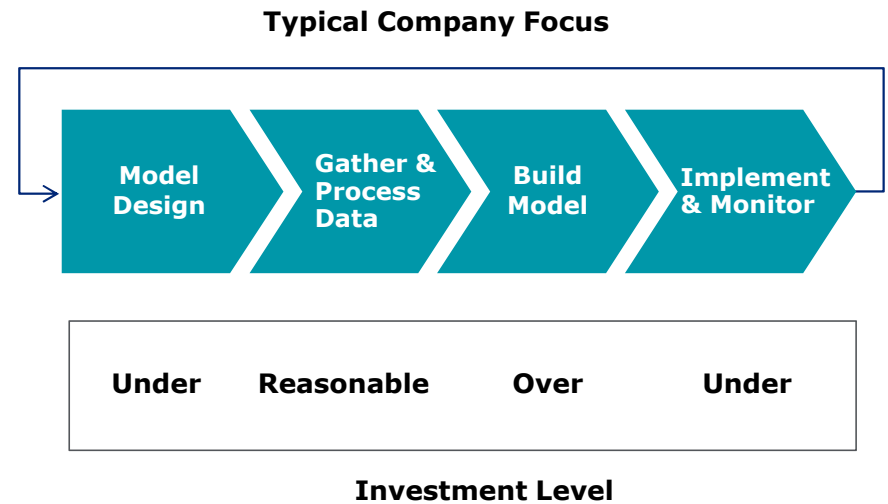 Typical Company Focus
Model
Design
Gather &
Process
Data
Build
Model
Implement
& Monitor
Under Reasonable Over Under
Investment Level